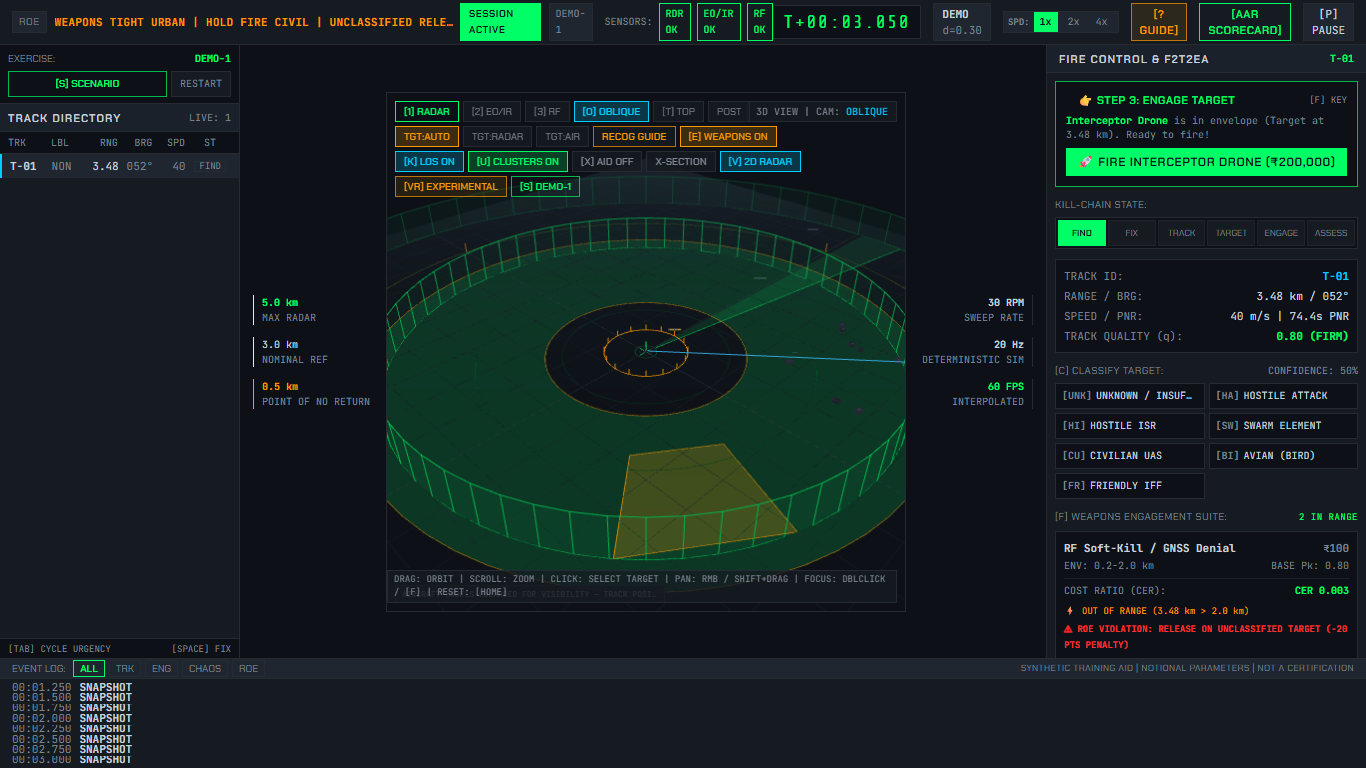 ROE
WEAPONS TIGHT URBAN | HOLD FIRE CIVIL | UNCLASSIFIED RELE…
SESSION ACTIVE
DEMO-1
SENSORS:
RDR OK
EO/IR OK
RF OK
T+00:03.050
DEMO
d=0.30
SPD: 1x 2x 4x
[? GUIDE]
[AAR SCORECARD]
[P] PAUSE
EXERCISE: DEMO-1
[S] SCENARIO
RESTART
TRACK DIRECTORY LIVE: 1
TRK LBL RNG BRG SPD ST
T-01 NON 3.48 052° 40 FIND
[TAB] CYCLE URGENCY [SPACE] FIX
[1] RADAR [2] EO/IR [3] RF [O] OBLIQUE [T] TOP POST 3D VIEW | CAM: OBLIQUE
TGT:AUTO TGT:RADAR TGT:AIR RECOG GUIDE [E] WEAPONS ON
[K] LOS ON [U] CLUSTERS ON [X] AID OFF X-SECTION [V] 2D RADAR
[VR] EXPERIMENTAL [S] DEMO-1
5.0 km
MAX RADAR
3.0 km
NOMINAL REF
0.5 km
POINT OF NO RETURN
30 RPM
SWEEP RATE
20 Hz
DETERMINISTIC SIM
60 FPS
INTERPOLATED
DRAG: ORBIT | SCROLL: ZOOM | CLICK: SELECT TARGET | PAN: RMB / SHIFT+DRAG | FOCUS: DBLCLICK
/ [F] | RESET: [HOME]
FIRE CONTROL & F2T2EA T-01
👉 STEP 3: ENGAGE TARGET [F] KEY
Interceptor Drone is in envelope (Target at
3.48 km). Ready to fire!
🚀 FIRE INTERCEPTOR DRONE [₹200,000]
KILL-CHAIN STATE:
FIND FIX TRACK TARGET ENGAGE ASSESS
TRACK ID: T-01
RANGE / BRG: 3.48 km / 052°
SPEED / PNR: 40 m/s | 74.4s PNR
TRACK QUALITY (q): 0.80 (FIRM)
[C] CLASSIFY TARGET: CONFIDENCE: 50%
[UNK] UNKNOWN / INSUF…
[HA] HOSTILE ATTACK
[HI] HOSTILE ISR
[SW] SWARM ELEMENT
[CU] CIVILIAN UAS
[BI] AVIAN (BIRD)
[FR] FRIENDLY IFF
[F] WEAPONS ENGAGEMENT SUITE: 2 IN RANGE
RF Soft-Kill / GNSS Denial ₹100
ENV: 0.2-2.0 km BASE Pk: 0.80
COST RATIO (CER): CER 0.003
⚡ OUT OF RANGE (3.48 km > 2.0 km)
⚠ ROE VIOLATION: RELEASE ON UNCLASSIFIED TARGET (-20
PTS PENALTY)
EVENT LOG: ALL TRK ENG CHAOS ROE
SYNTHETIC TRAINING AID | NOTIONAL PARAMETERS | NOT A CERTIFICATION
00:01.250 SNAPSHOT
00:01.500 SNAPSHOT
00:01.750 SNAPSHOT
00:02.000 SNAPSHOT
00:02.250 SNAPSHOT
00:02.500 SNAPSHOT
00:02.750 SNAPSHOT
00:03.000 SNAPSHOT